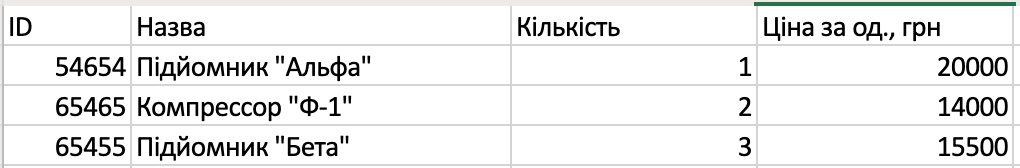 ID Назва Кількість Ціна за од., грн
54654 Підйомник "Альфа" 1 20000
65465 Компрессор "Ф-1" 2 14000
65455 Підйомник "Бета" 3 15500